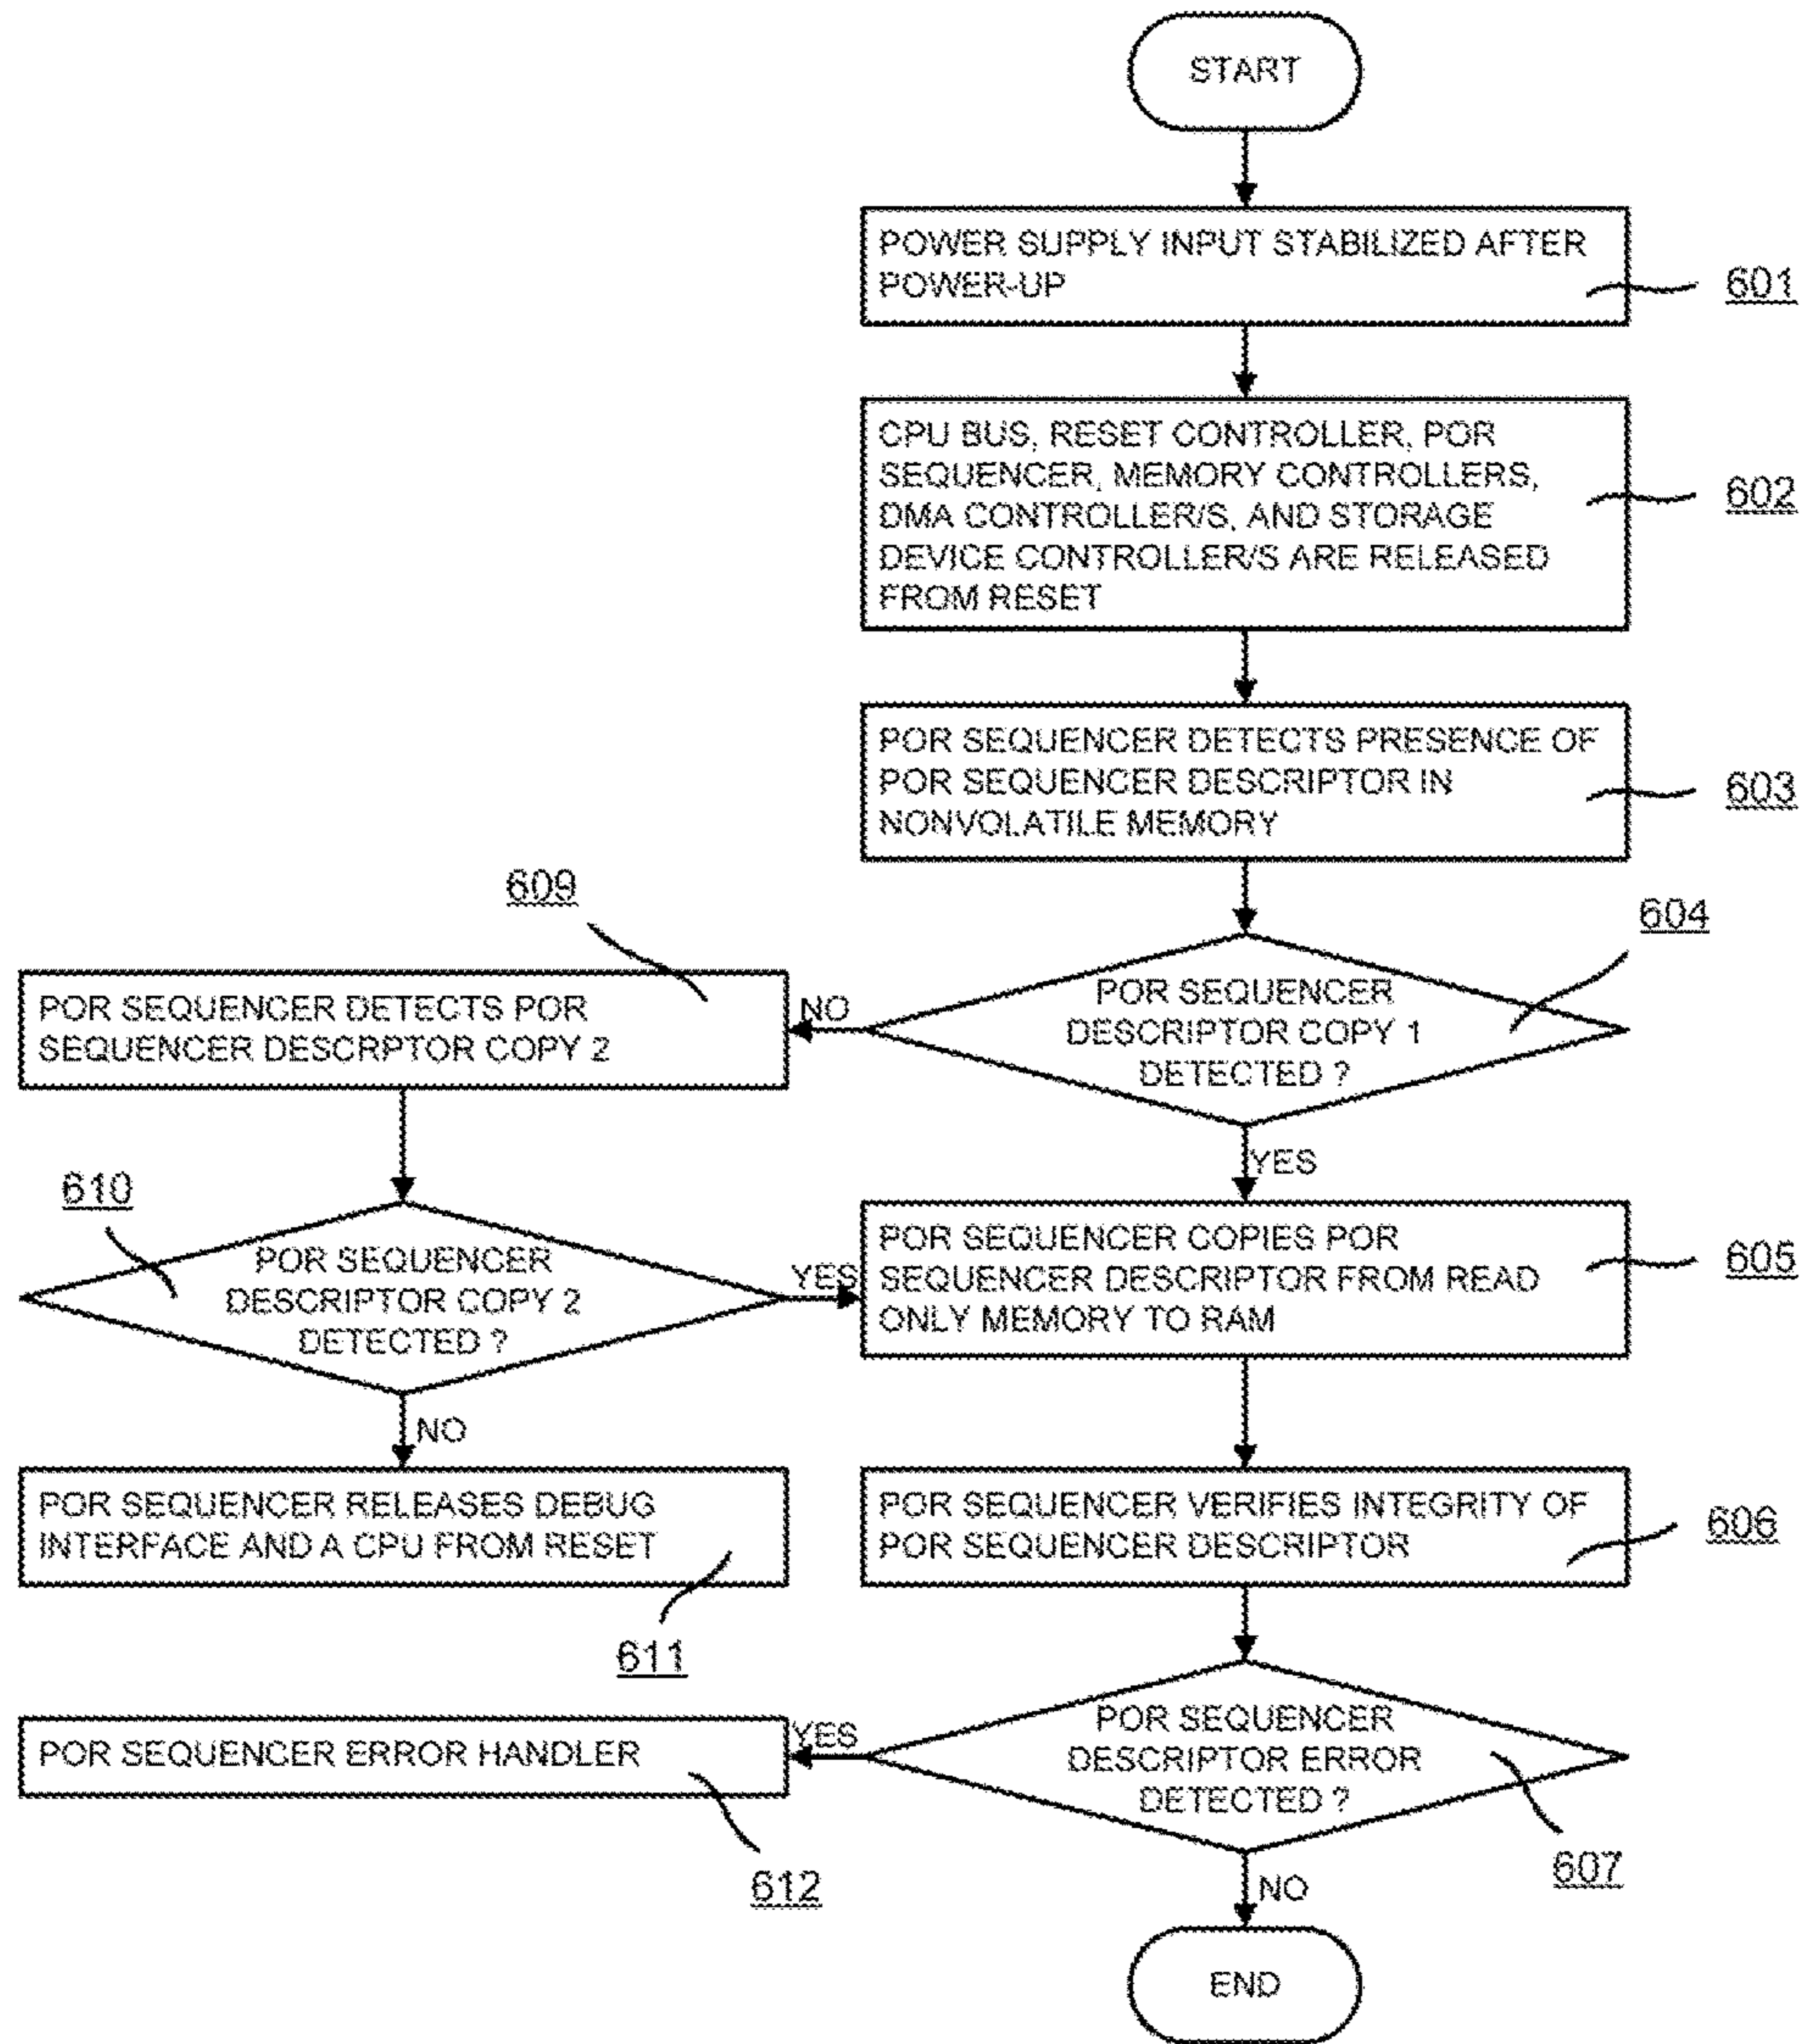 START
POWER SUPPLY INPUT STABILIZED AFTER
POWER-UP
601
CPU BUS, RESET CONTROLLER, POR
SEQUENCER, MEMORY CONTROLLERS,
DMA CONTROLLER/S, AND STORAGE
DEVICE CONTROLLER/S ARE RELEASED
FROM RESET
602
POR SEQUENCER DETECTS PRESENCE OF
POR SEQUENCER DESCRIPTOR IN
NONVOLATILE MEMORY
603
604
POR SEQUENCER
DESCRIPTOR COPY 1
DETECTED ?
NO
YES
609
POR SEQUENCER DETECTS POR
SEQUENCER DESCRPTOR COPY 2
610
POR SEQUENCER
DESCRIPTOR COPY 2
DETECTED ?
YES
NO
POR SEQUENCER COPIES POR
SEQUENCER DESCRIPTOR FROM READ
ONLY MEMORY TO RAM
605
POR SEQUENCER RELEASES DEBUG
INTERFACE AND A CPU FROM RESET
611
POR SEQUENCER VERIFIES INTEGRITY OF
POR SEQUENCER DESCRIPTOR
606
POR SEQUENCER
DESCRIPTOR ERROR
DETECTED ?
607
YES
NO
POR SEQUENCER ERROR HANDLER
612
END